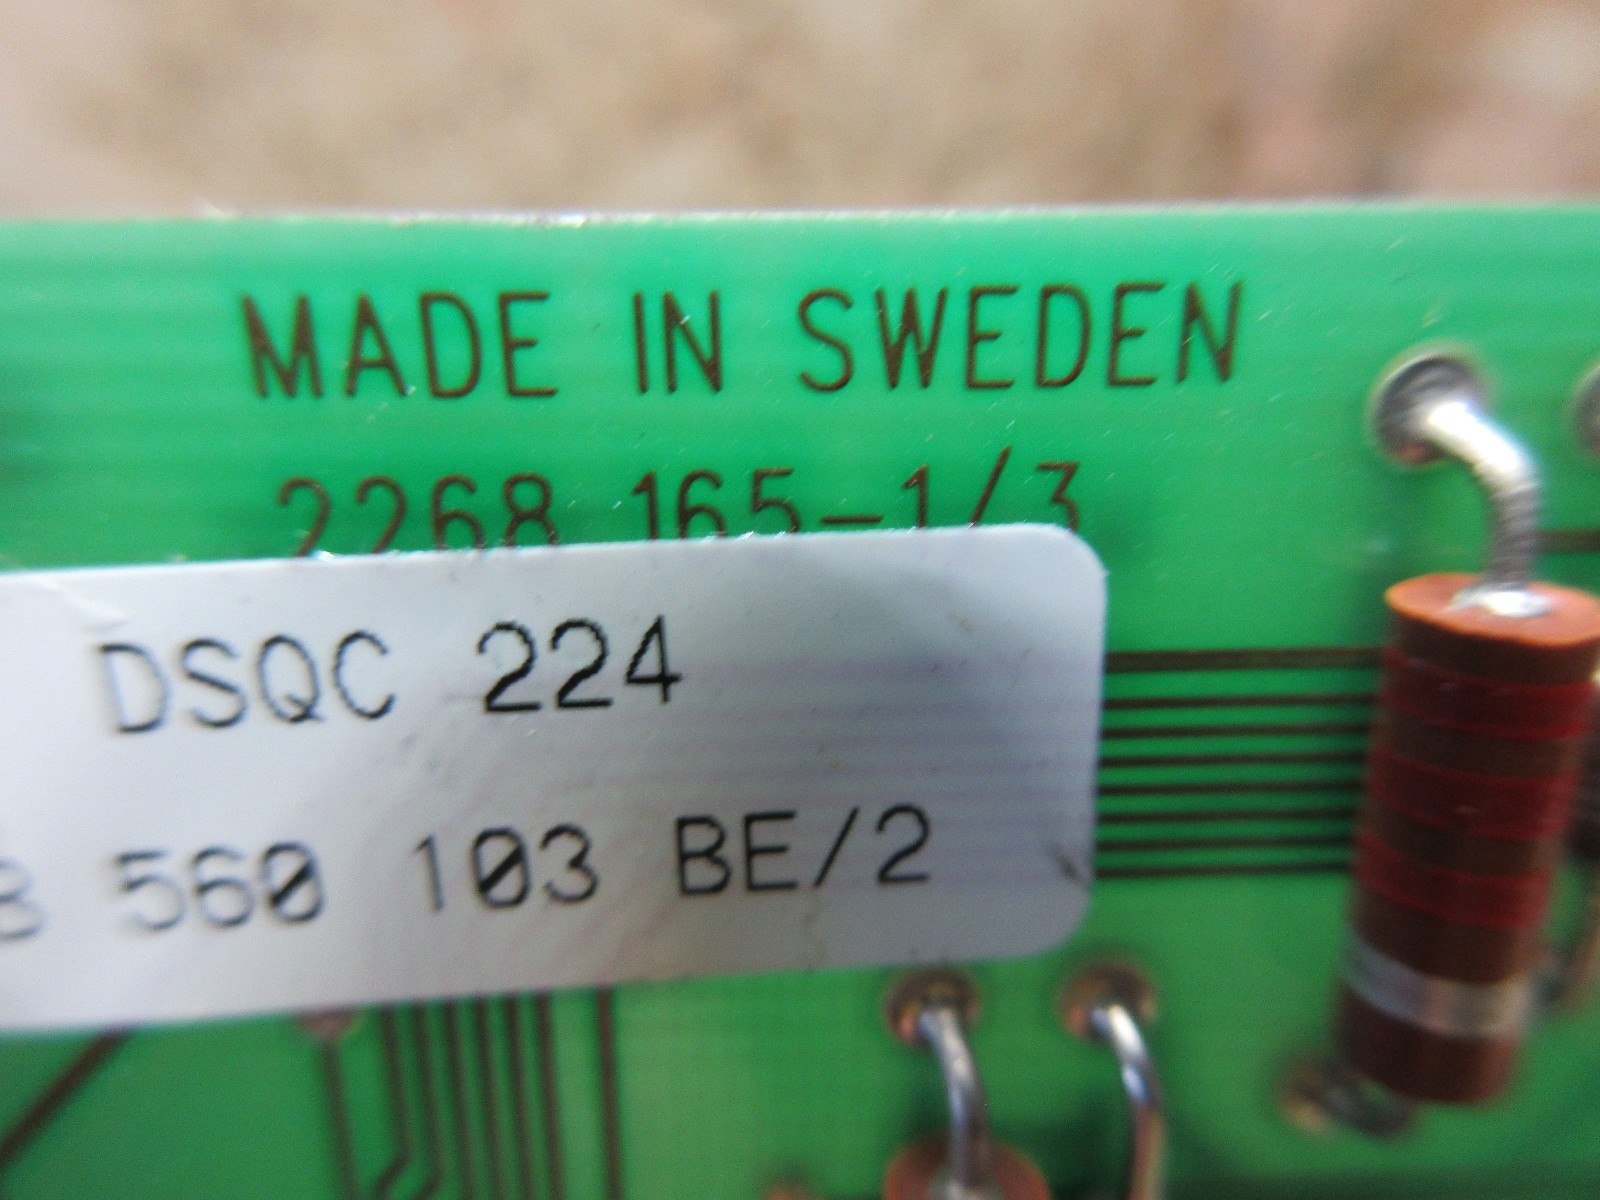 MADE IN SWEDEN
2268 165-1/3
DSQC 224
560 103 BE/2